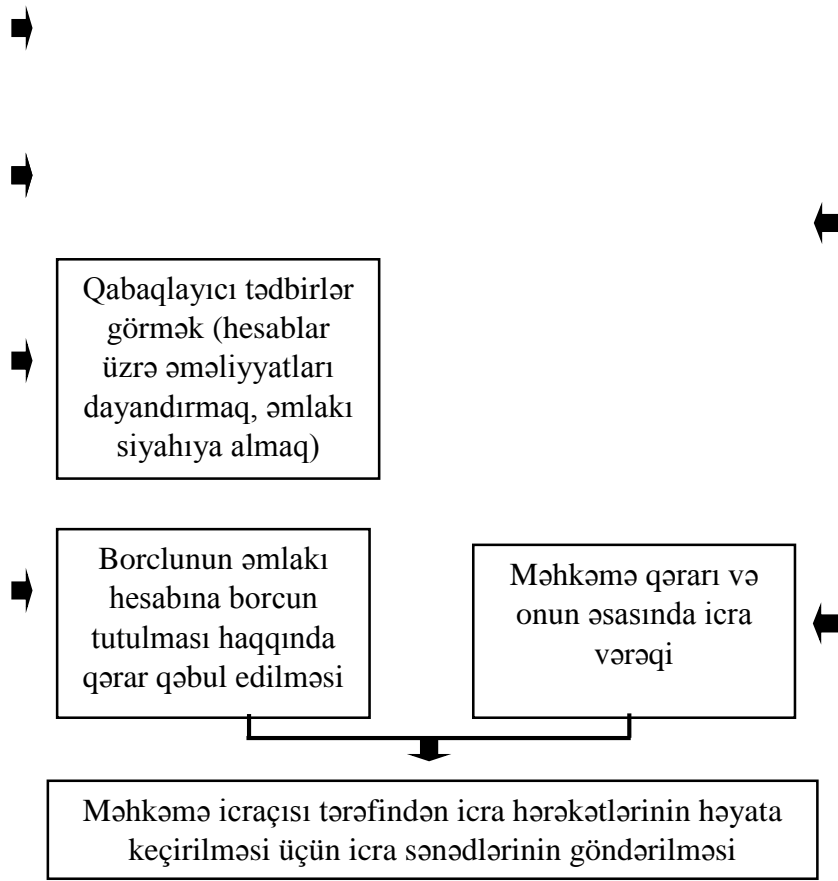 Qabaqlayıcı tədbirlər
görmək (hesablar
üzrə əməliyyatları
dayandırmaq, əmlakı
siyahıya almaq)
Borclunun əmlakı
hesabına borcun
tutulması haqqında
qərar qəbul edilməsi
Məhkəmə qərarı və
onun əsasında icra
vərəqi
Məhkəmə icraçısı tərəfindən icra hərəkətlərinin həyata
keçirilməsi üçün icra sənədlərinin göndərilməsi